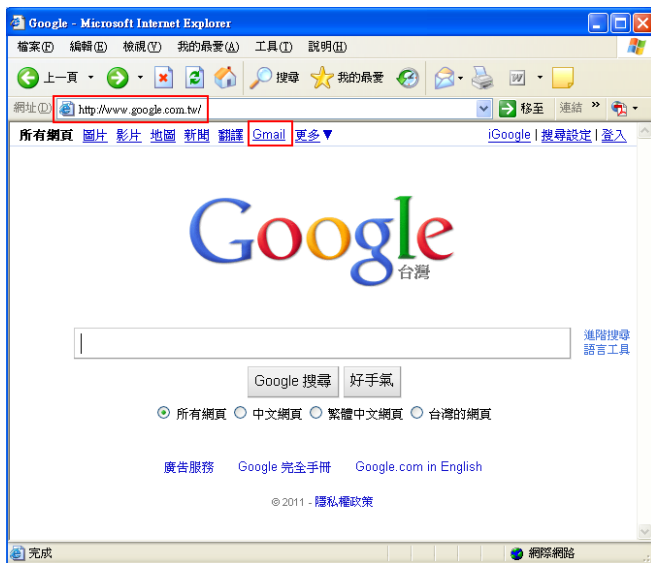 Google - Microsoft Internet Explorer
檔案(F) 編輯(E) 檢視(V) 我的最愛(A) 工具(T) 說明(H)
上一頁 搜尋 我的最愛
網址(D) http://www.google.com.tw/ 移至 連結 »
所有網頁 圖片 影片 地圖 新聞 翻譯 Gmail 更多▼ iGoogle | 搜尋設定 | 登入
Google
台灣
進階搜尋
語言工具
Google 搜尋 好手氣
所有網頁 中文網頁 繁體中文網頁 台灣的網頁
廣告服務 Google 完全手冊 Google.com in English
© 2011 - 隱私權政策
完成 網際網路